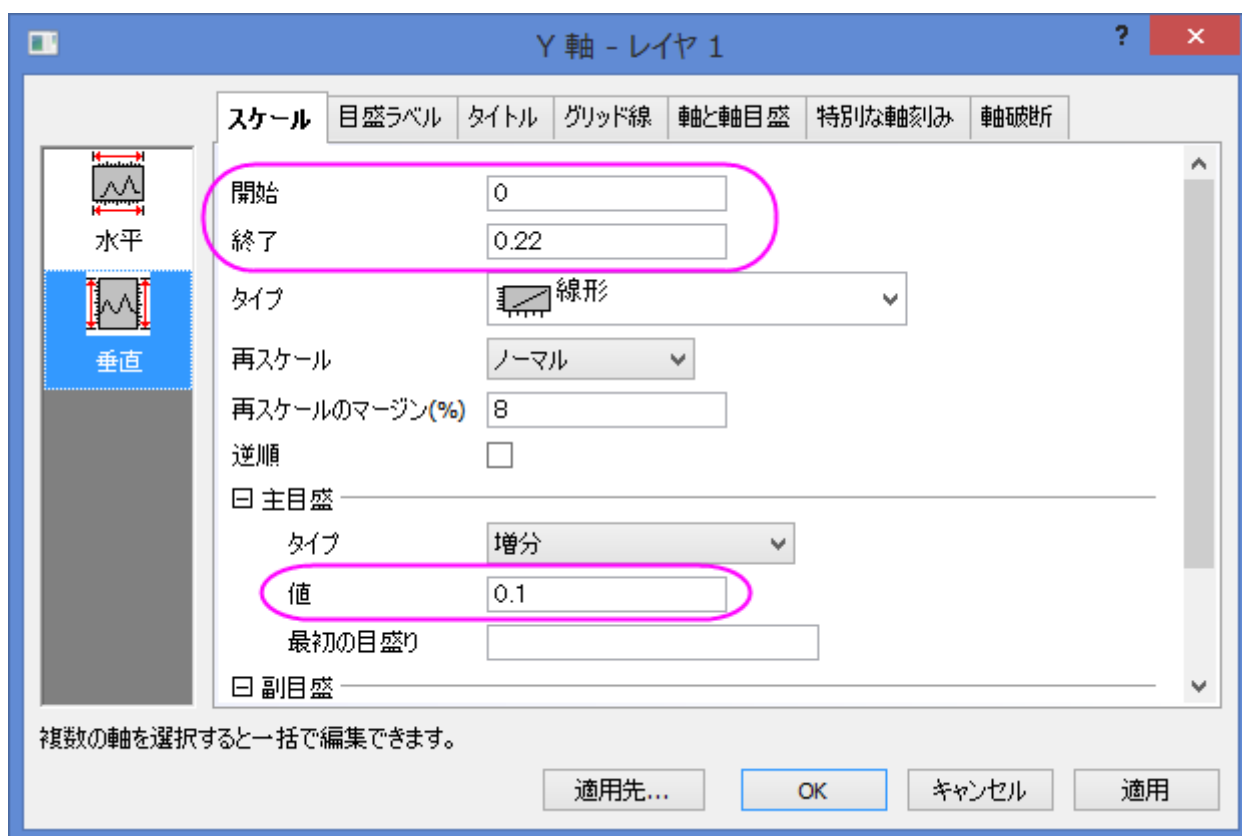 Y 軸 - レイヤ 1
?
スケール 目盛ラベル タイトル グリッド線 軸と軸目盛 特別な軸刻み 軸破断
水平
垂直
開始 0
終了 0.22
タイプ 線形
再スケール ノーマル
再スケールのマージン(%) 8
逆順
主目盛
タイプ 増分
値 0.1
最初の目盛り
副目盛
複数の軸を選択すると一括で編集できます。
適用先... OK キャンセル 適用